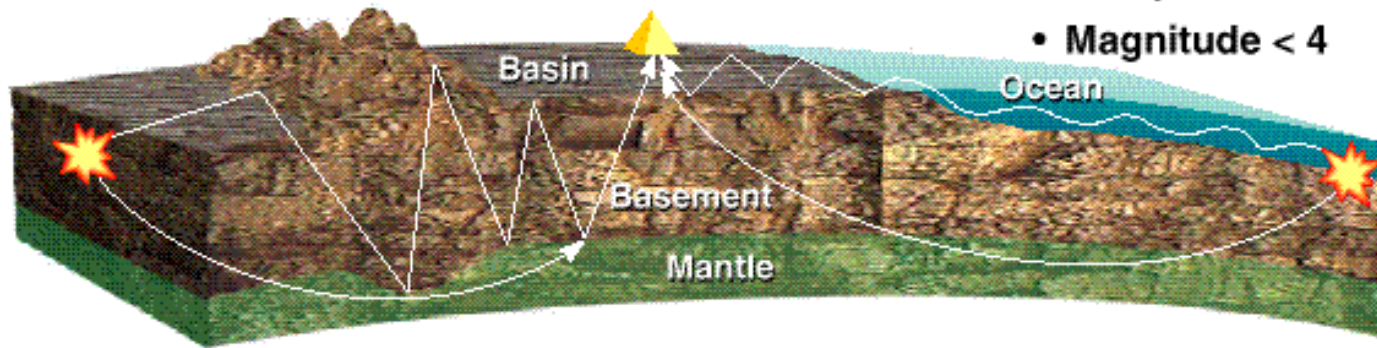 • Magnitude < 4
Basin
Ocean
Basement
Mantle